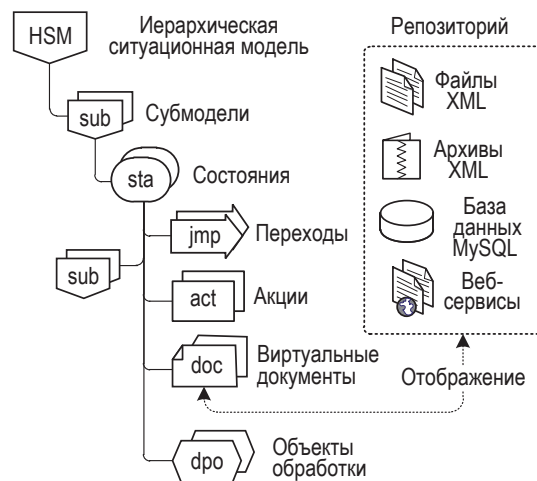 HSM
Иерархическая
ситуационная модель
sub
Субмодели
sta
Состояния
jmp
Переходы
sub
act
Акции
doc
Виртуальные
документы
dpo
Объекты
обработки
Репозиторий
Файлы
XML
Архивы
XML
База
данных
MySQL
Веб-
сервисы
Отображение